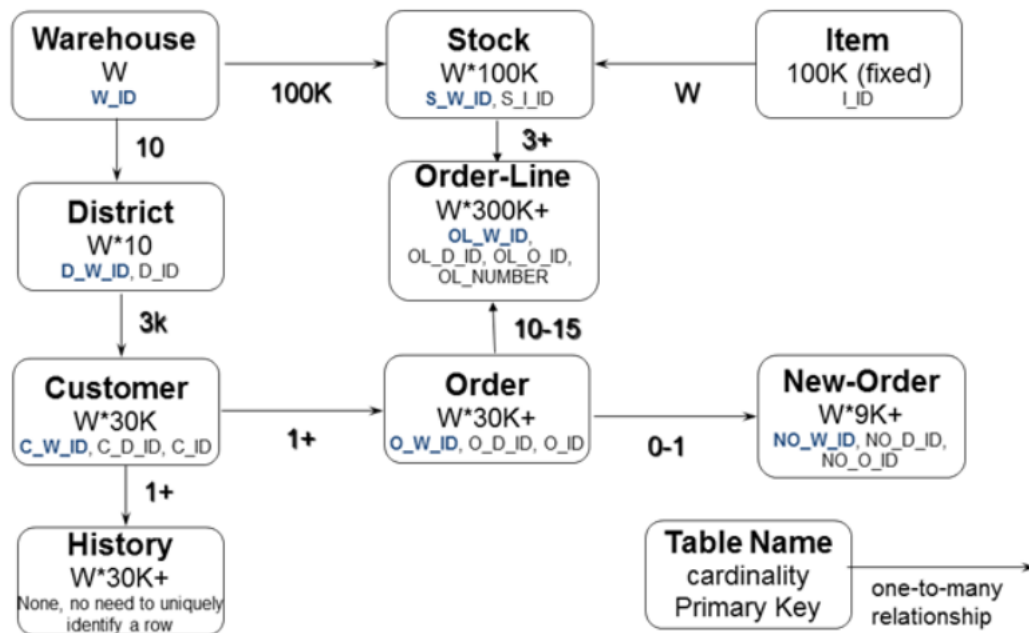 Warehouse
W
W_ID
100K
Stock
W*100K
S_W_ID, S_I_ID
W
Item
100K (fixed)
I_ID
10
3+
District
W*10
D_W_ID, D_ID
Order-Line
W*300K+
OL_W_ID,
OL_D_ID, OL_O_ID,
OL_NUMBER
3k
10-15
Customer
W*30K
C_W_ID, C_D_ID, C_ID
1+
Order
W*30K+
O_W_ID, O_D_ID, O_ID
0-1
New-Order
W*9K+
NO_W_ID, NO_D_ID,
NO_O_ID
1+
History
W*30K+
None, no need to uniquely
identify a row
Table Name
cardinality
Primary Key
one-to-many
relationship